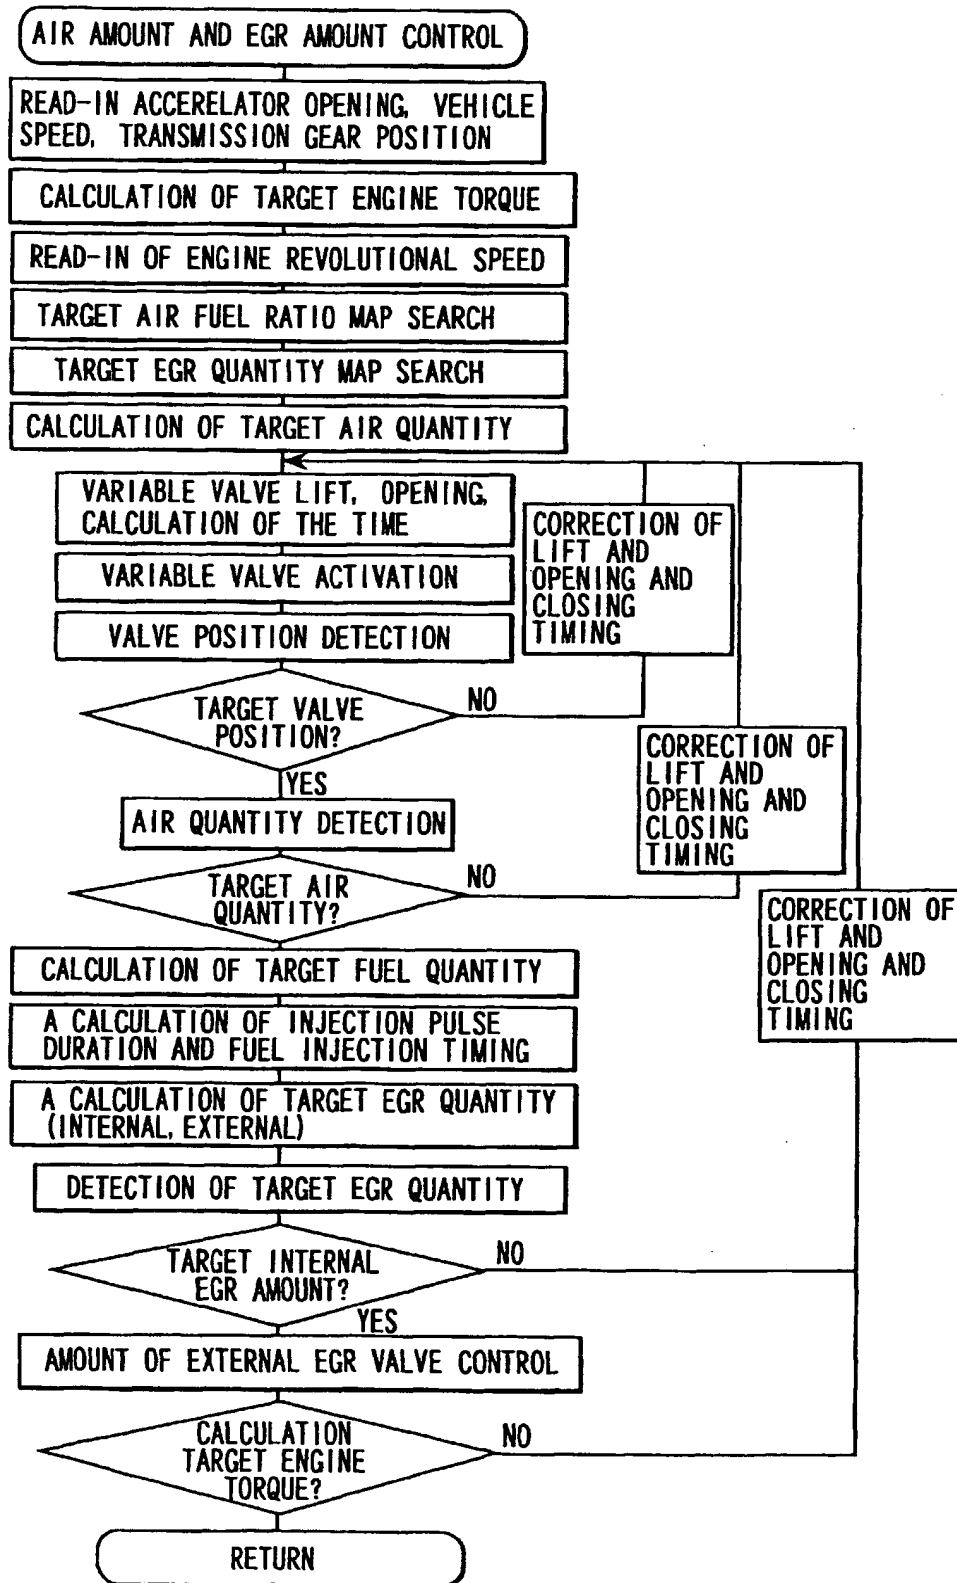 AIR AMOUNT AND EGR AMOUNT CONTROL
READ-IN ACCERELATOR OPENING, VEHICLE
SPEED, TRANSMISSION GEAR POSITION
CALCULATION OF TARGET ENGINE TORQUE
READ-IN OF ENGINE REVOLUTIONAL SPEED
TARGET AIR FUEL RATIO MAP SEARCH
TARGET EGR QUANTITY MAP SEARCH
CALCULATION OF TARGET AIR QUANTITY
VARIABLE VALVE LIFT, OPENING,
CALCULATION OF THE TIME
VARIABLE VALVE ACTIVATION
VALVE POSITION DETECTION
TARGET VALVE
POSITION?
NO
CORRECTION OF
LIFT AND
OPENING AND
CLOSING
TIMING
YES
AIR QUANTITY DETECTION
TARGET AIR
QUANTITY?
NO
CORRECTION OF
LIFT AND
OPENING AND
CLOSING
TIMING
CALCULATION OF TARGET FUEL QUANTITY
A CALCULATION OF INJECTION PULSE
DURATION AND FUEL INJECTION TIMING
A CALCULATION OF TARGET EGR QUANTITY
(INTERNAL, EXTERNAL)
DETECTION OF TARGET EGR QUANTITY
TARGET INTERNAL
EGR AMOUNT?
NO
CORRECTION OF
LIFT AND
OPENING AND
CLOSING
TIMING
YES
AMOUNT OF EXTERNAL EGR VALVE CONTROL
CALCULATION
TARGET ENGINE
TORQUE?
NO
RETURN